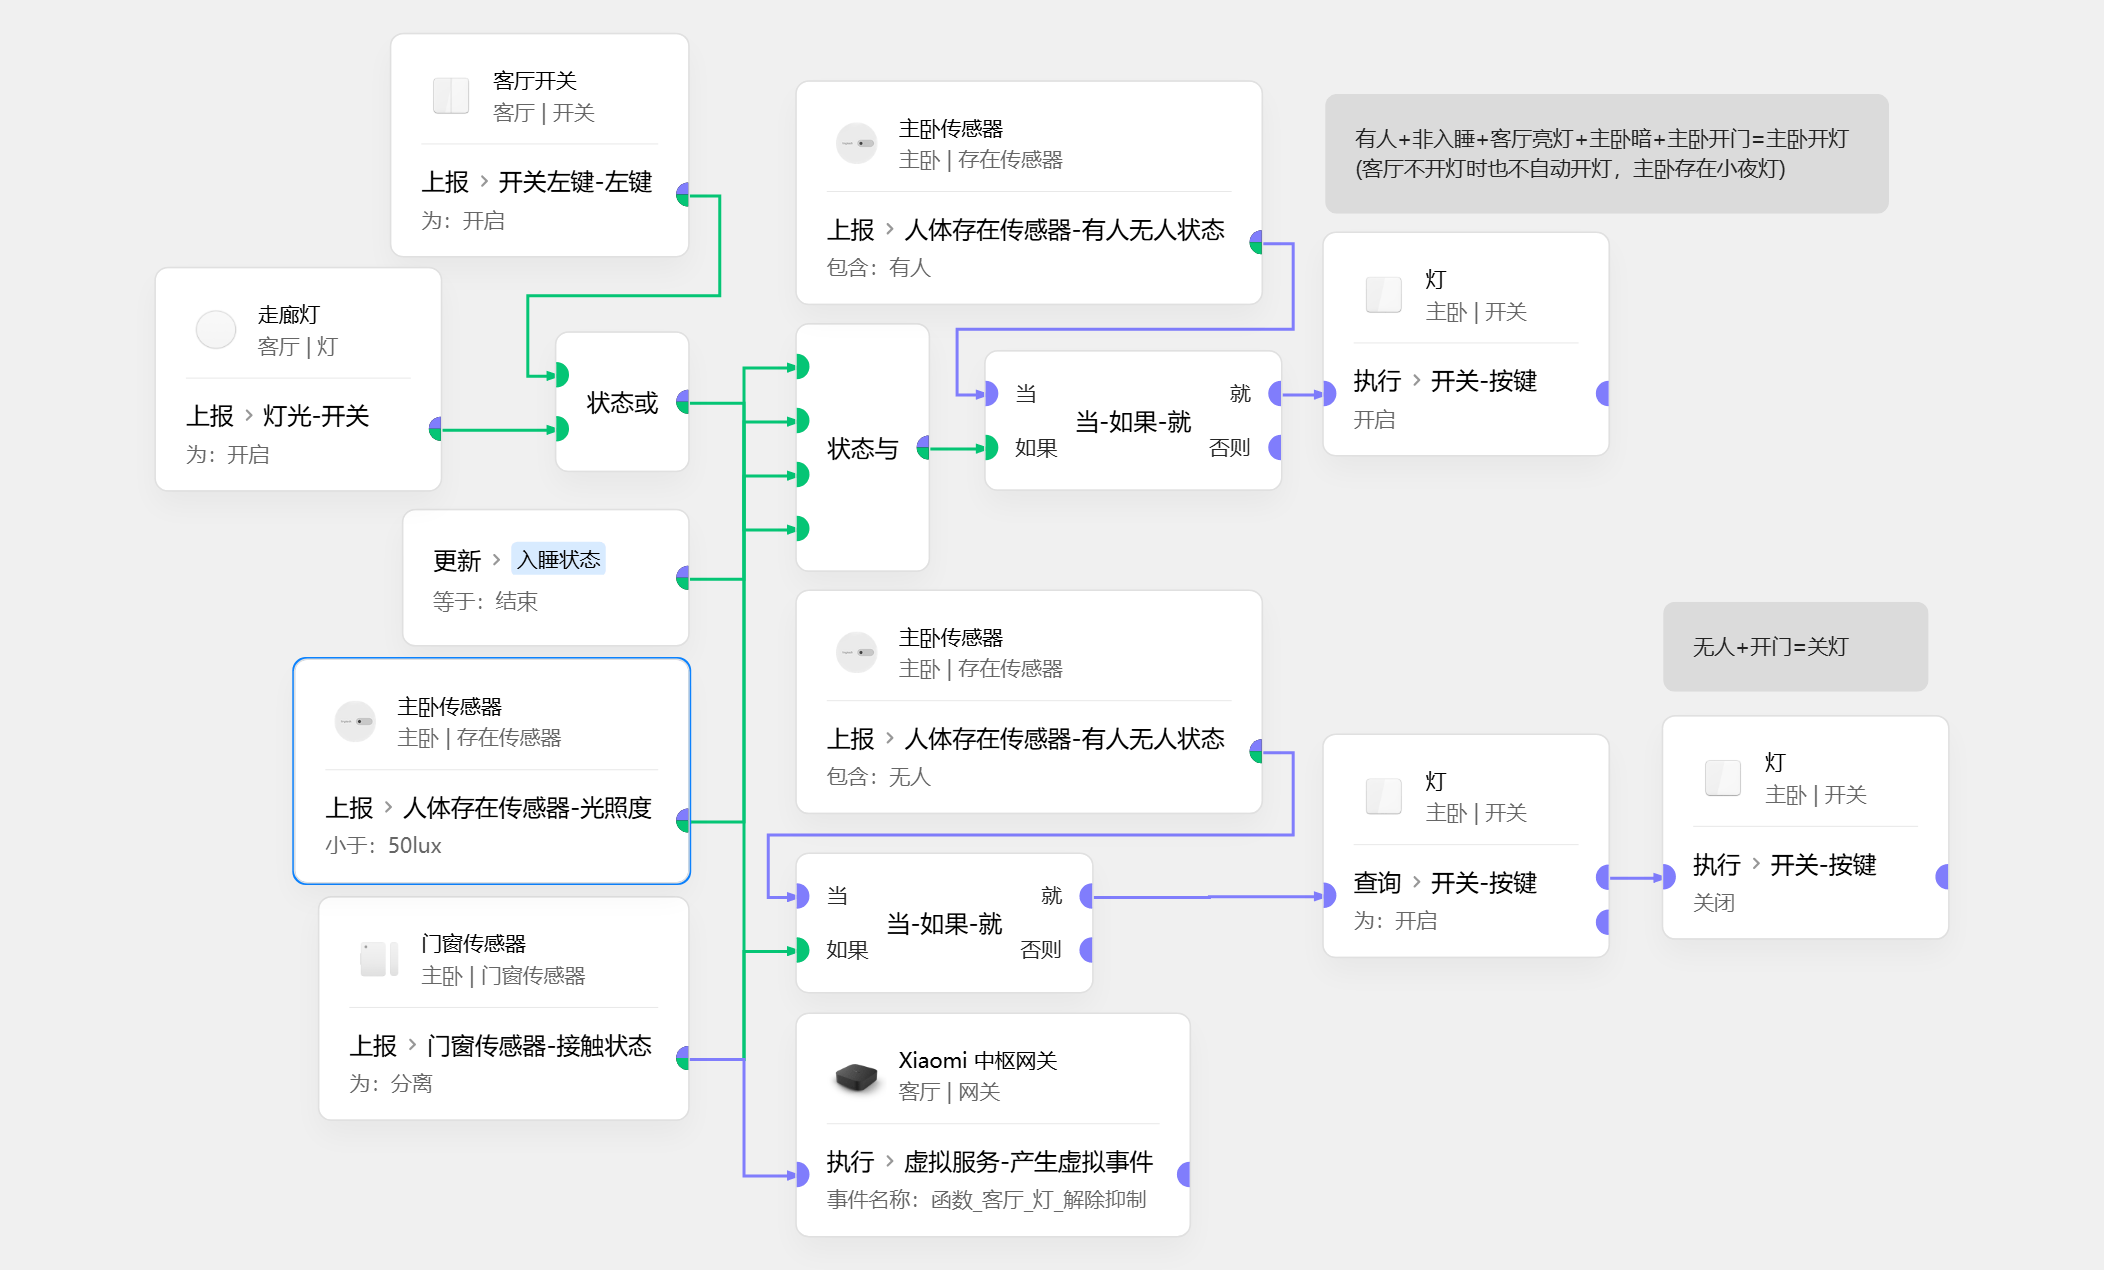 客厅开关
客厅 | 开关
上报 > 开关左键-左键
为：开启
走廊灯
客厅 | 灯
上报 > 灯光-开关
为：开启
状态或
更新 > 入睡状态
等于：结束
主卧传感器
主卧 | 存在传感器
上报 > 人体存在传感器-光照度
小于：50lux
门窗传感器
主卧 | 门窗传感器
上报 > 门窗传感器-接触状态
为：分离
主卧传感器
主卧 | 存在传感器
上报 > 人体存在传感器-有人无人状态
包含：有人
状态与
当
就
当-如果-就
如果
否则
有人+非入睡+客厅亮灯+主卧暗+主卧开门=主卧开灯
(客厅不开灯时也不自动开灯，主卧存在小夜灯)
灯
主卧 | 开关
执行 > 开关-按键
开启
主卧传感器
主卧 | 存在传感器
上报 > 人体存在传感器-有人无人状态
包含：无人
当
就
当-如果-就
如果
否则
无人+开门=关灯
灯
主卧 | 开关
查询 > 开关-按键
为：开启
灯
主卧 | 开关
执行 > 开关-按键
关闭
Xiaomi 中枢网关
客厅 | 网关
执行 > 虚拟服务-产生虚拟事件
事件名称：函数_客厅_灯_解除抑制